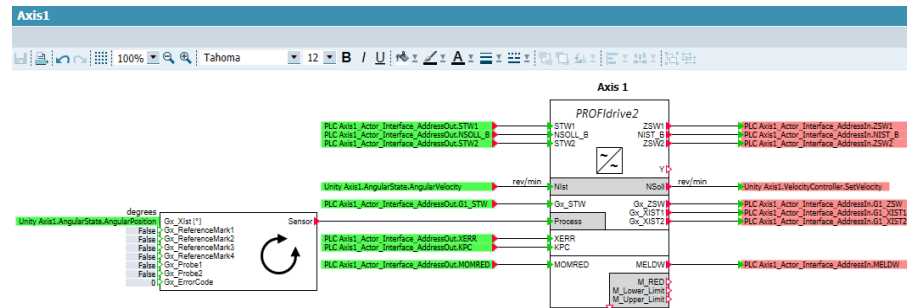 Axis1
100% Tahoma 12 B I U A
Axis 1
PROFIdrive2
PLC Axis1_Actor_Interface_AddressOut.STW1 STW1 ZSW1 PLC Axis1_Actor_Interface_AddressIn.ZSW1
PLC Axis1_Actor_Interface_AddressOut.NSOLL_B NSOLL_B NIST_B PLC Axis1_Actor_Interface_AddressIn.NIST_B
PLC Axis1_Actor_Interface_AddressOut.STW2 STW2 ZSW2 PLC Axis1_Actor_Interface_AddressIn.ZSW2
~
~
Y
Unity Axis1.AngularState.AngularVelocity rev/min NIst NSoll rev/min Unity Axis1.VelocityController.SetVelocity
PLC Axis1_Actor_Interface_AddressOut.G1_STW Gx_STW Gx_ZSW PLC Axis1_Actor_Interface_AddressIn.G1_ZSW
Gx_XIST1 PLC Axis1_Actor_Interface_AddressIn.G1_XIST1
degrees
Unity Axis1.AngularState.AngularPosition Gx_XIst [°] Sensor Process Gx_XIST2 PLC Axis1_Actor_Interface_AddressIn.G1_XIST2
False Gx_ReferenceMark1
False Gx_ReferenceMark2
False Gx_ReferenceMark3
False Gx_ReferenceMark4
False Gx_Probe1
False Gx_Probe2
0 Gx_ErrorCode
PLC Axis1_Actor_Interface_AddressOut.XERR XERR
PLC Axis1_Actor_Interface_AddressOut.KPC KPC
PLC Axis1_Actor_Interface_AddressOut.MOMRED MOMRED MELDW PLC Axis1_Actor_Interface_AddressIn.MELDW
M_RED
M_Lower_Limit
M_Upper_Limit